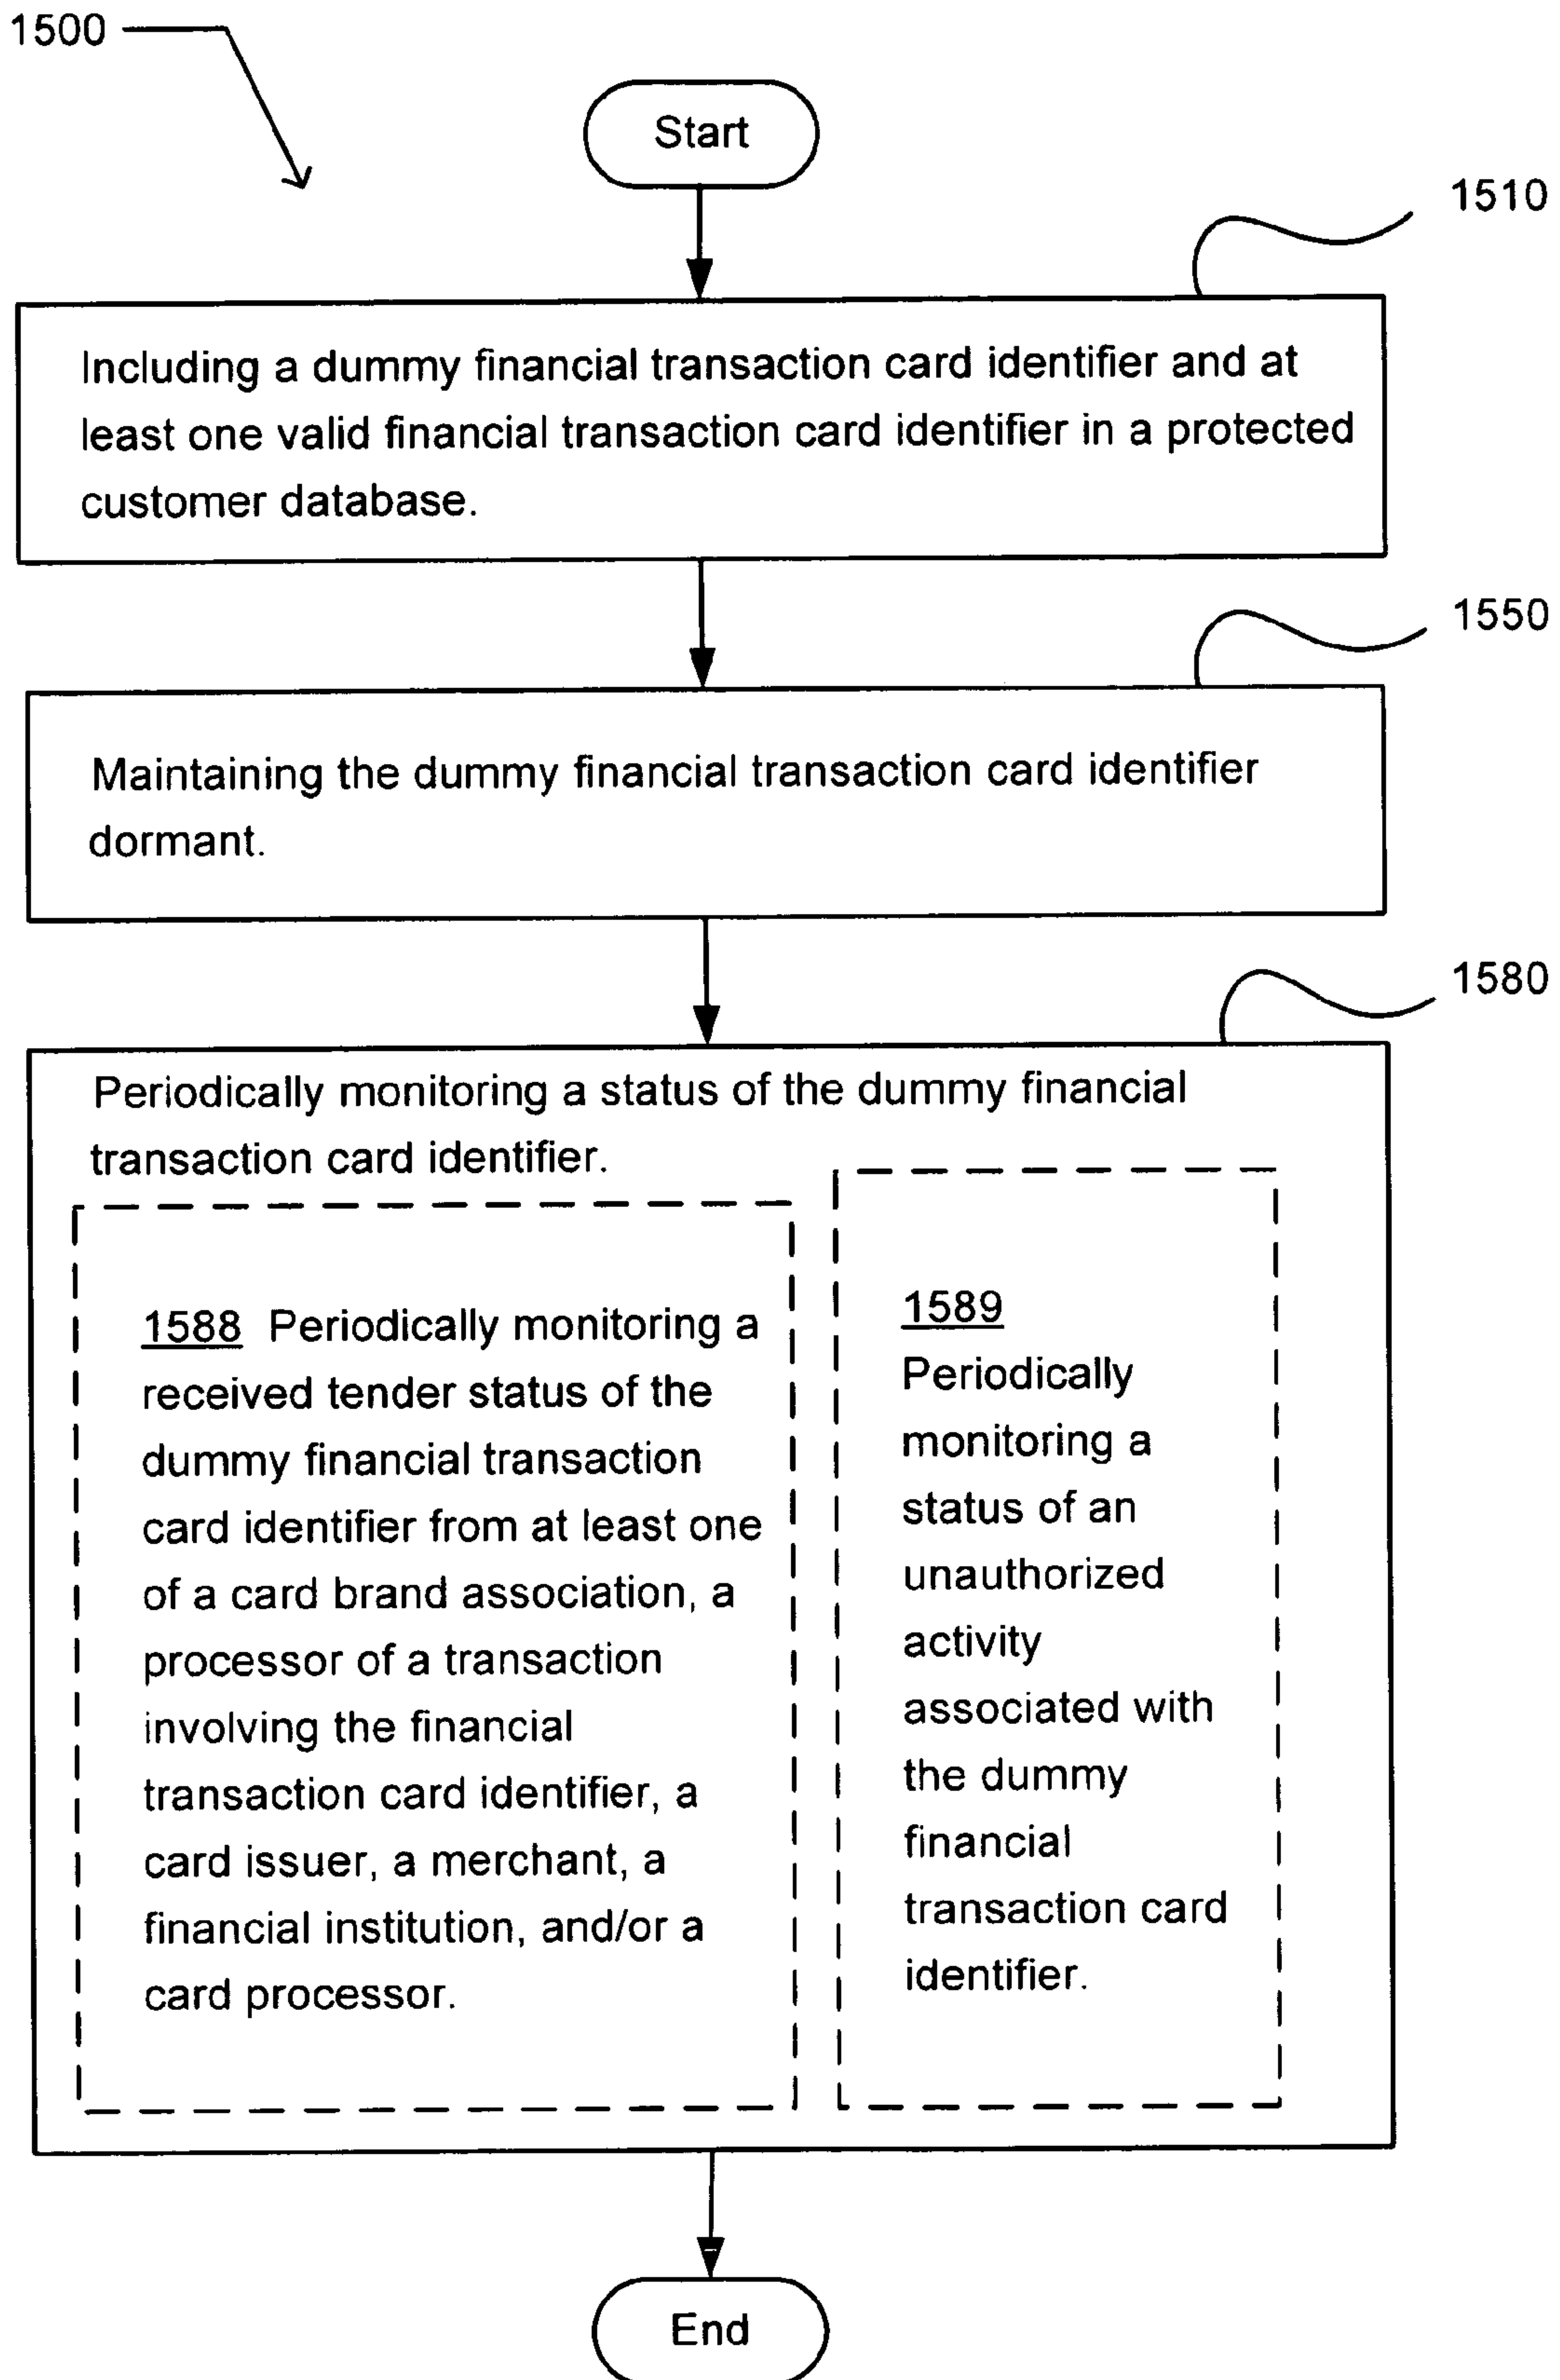 1500
Start
1510
Including a dummy financial transaction card identifier and at
least one valid financial transaction card identifier in a protected
customer database.
1550
Maintaining the dummy financial transaction card identifier
dormant.
1580
Periodically monitoring a status of the dummy financial
transaction card identifier.
1588 Periodically monitoring a
received tender status of the
dummy financial transaction
card identifier from at least one
of a card brand association, a
processor of a transaction
involving the financial
transaction card identifier, a
card issuer, a merchant, a
financial institution, and/or a
card processor.
1589
Periodically
monitoring a
status of an
unauthorized
activity
associated with
the dummy
financial
transaction card
identifier.
End